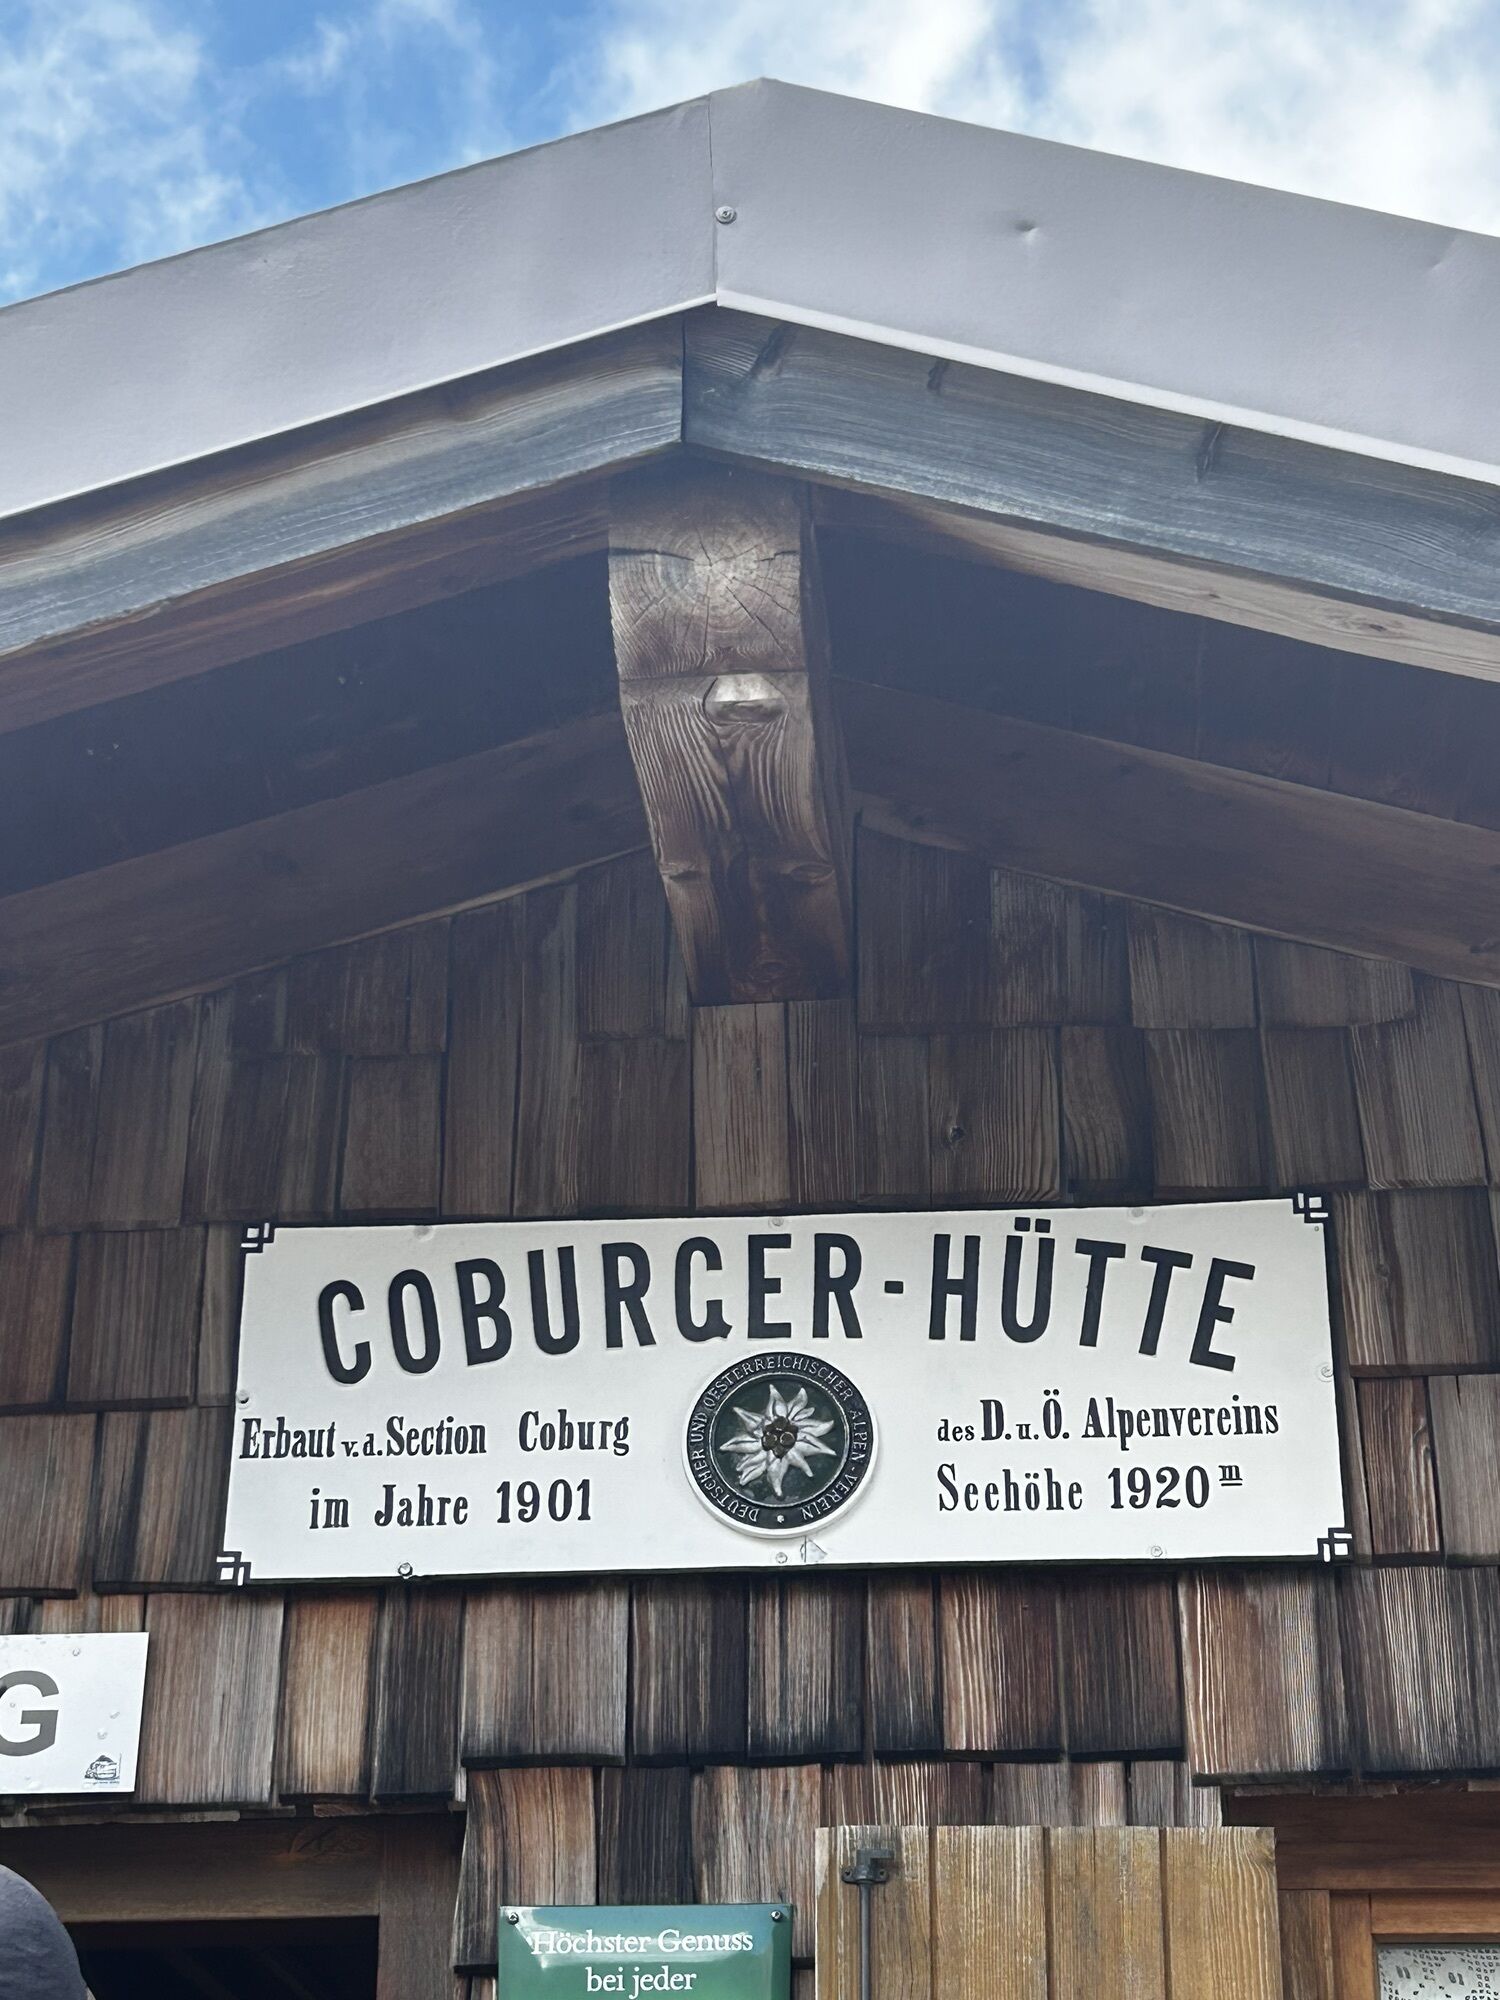 COBURGER-HÜTTE
Erbaut v. d. Section Coburg
im Jahre 1901
DEUTSCHER UND OESTERREICHISCHER ALPEN-VEREIN
des D. u. Ö. Alpenvereins
Seehöhe 1920 m
G
Höchster Genuss
bei jeder